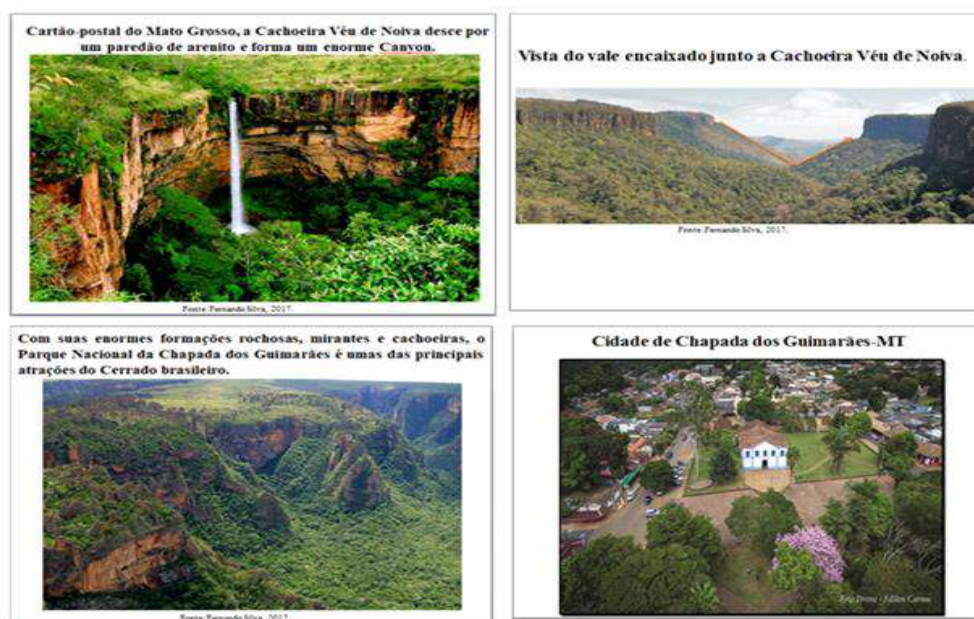 Cartão-postal do Mato Grosso, a Cachoeira Véu de Noiva desce por
um paredão de arenito e forma um enorme Canyon.
Fonte: Fernando Silva, 2017.
Vista do vale encaixado junto a Cachoeira Véu de Noiva.
Fonte: Fernando Silva, 2017.
Com suas enormes formações rochosas, mirantes e cachoeiras, o
Parque Nacional da Chapada dos Guimarães é umas das principais
atrações do Cerrado brasileiro.
Fonte: Fernando Silva, 2017.
Cidade de Chapada dos Guimarães-MT
Foto Drone -